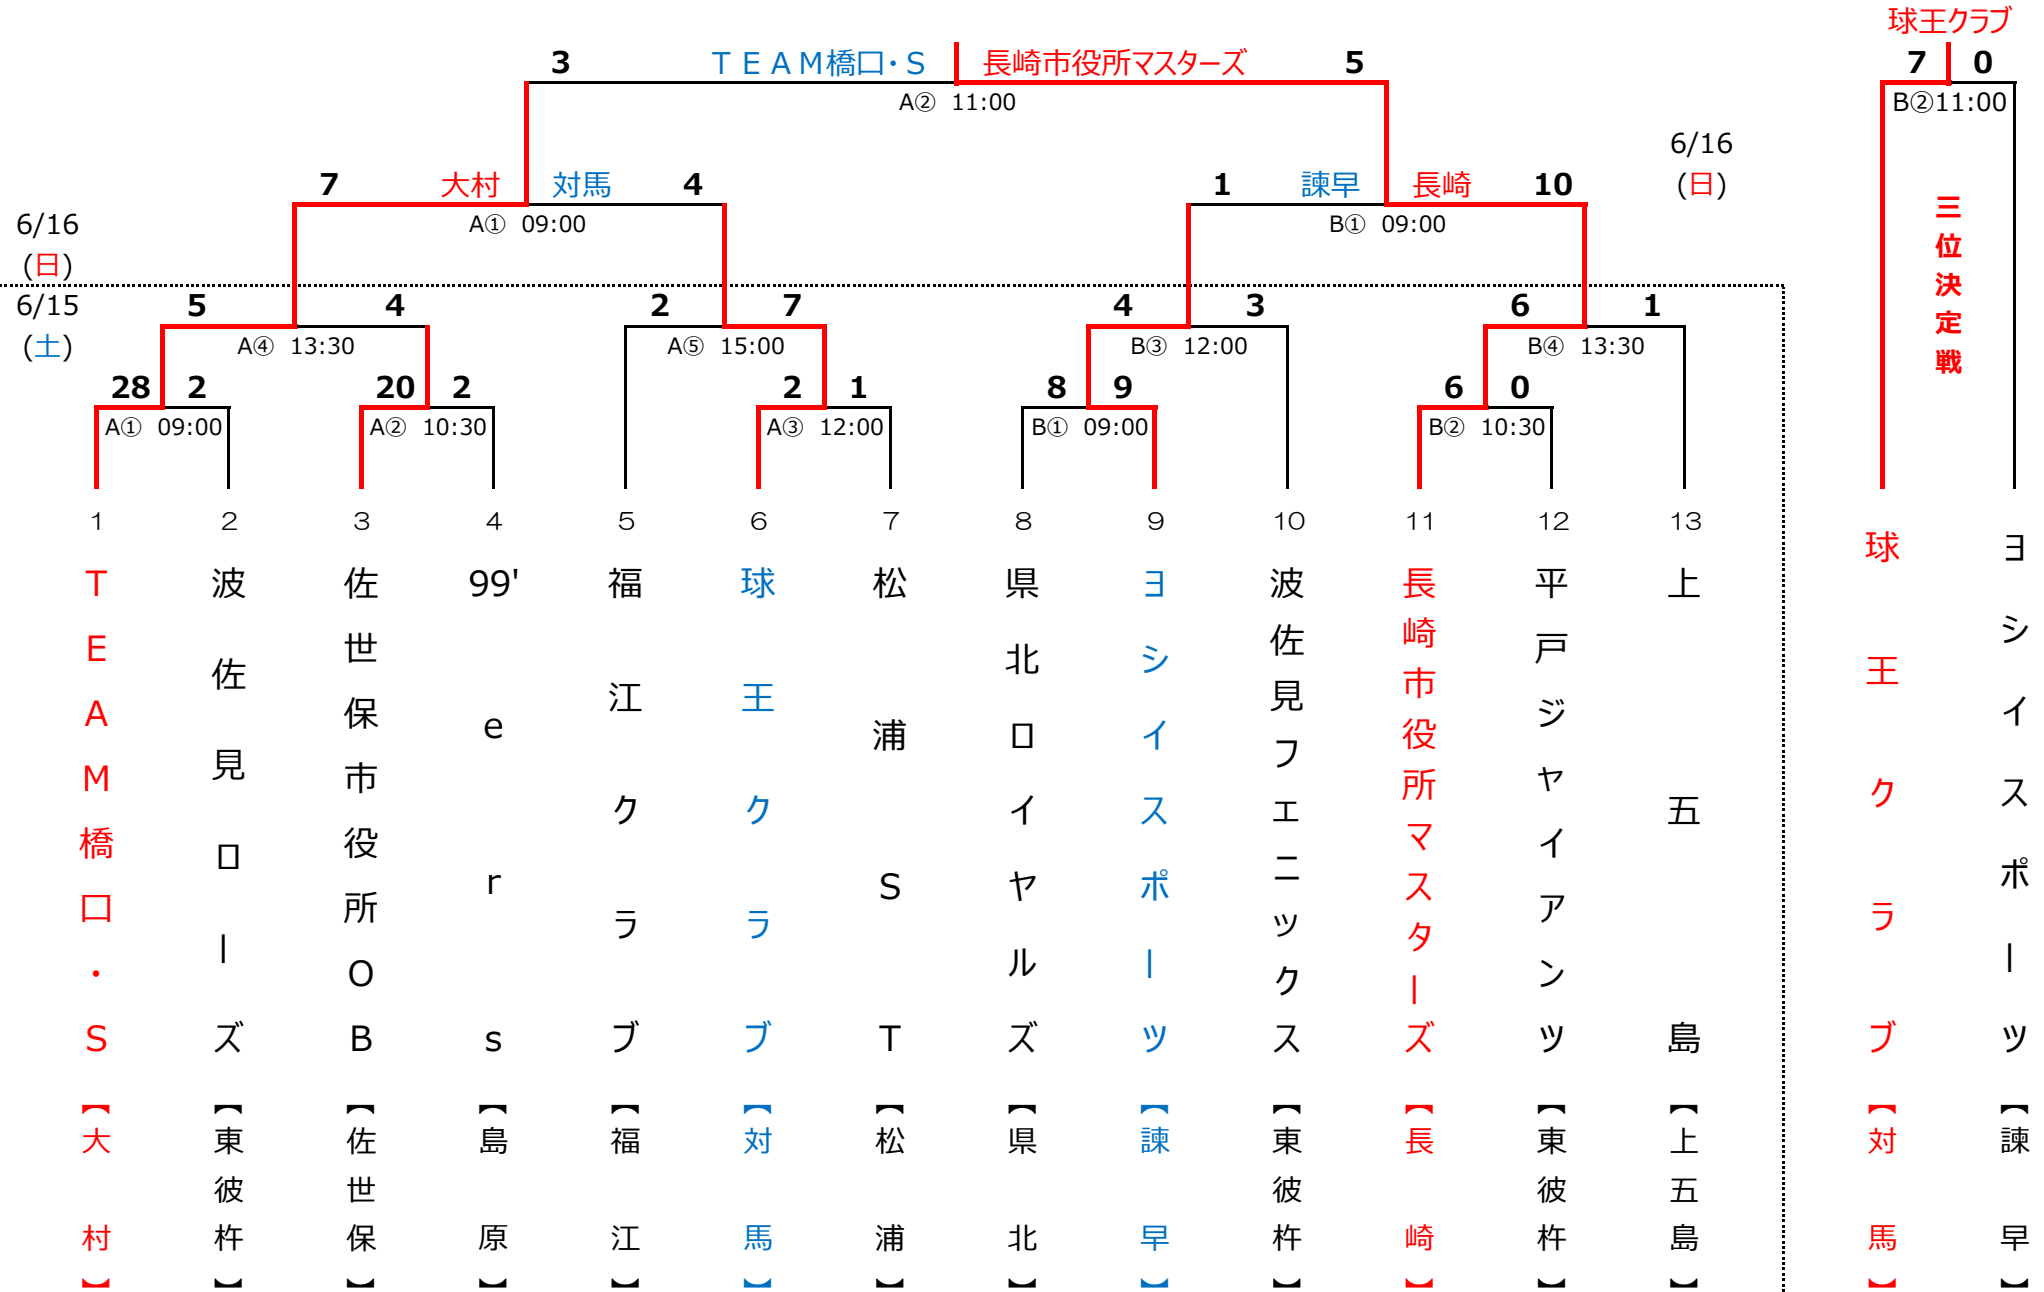 球王クラブ
3 TEAM橋口・S 長崎市役所マスターズ 5
7 0
A② 11:00
B②11:00
6/16
(日)
7 大村 対馬 4
1 諫早 長崎 10
A① 09:00
B① 09:00
三位決定戦
6/16
(日)
6/15
(土)
5 4
2 7
4 3
6 1
A④ 13:30
A⑤ 15:00
B③ 12:00
B④ 13:30
28 2
20 2
2 1
8 9
6 0
A① 09:00
A② 10:30
A③ 12:00
B① 09:00
B② 10:30
1
TEAM橋口・S【大村】
2
波佐見ローズ【東彼杵】
3
佐世保市役所OB【佐世保】
4
99'ers【島原】
5
福江クラブ【福江】
6
球王クラブ【対馬】
7
松浦ST【松浦】
8
県北ロイヤルズ【県北】
9
ヨシイスポーツ【諫早】
10
波佐見フェニックス【東彼杵】
11
長崎市役所マスターズ【長崎】
12
平戸ジャイアンツ【東彼杵】
13
上五島【上五島】
球王クラブ【対馬】
ヨシイスポーツ【諫早】